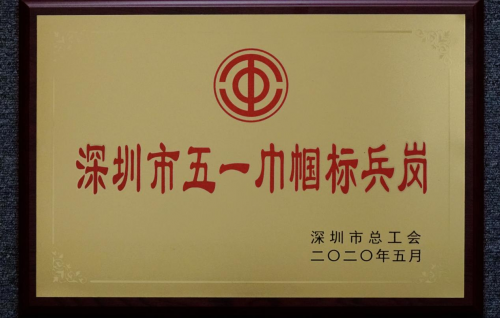 深圳市五一巾帼标兵岗
深圳市总工会
二〇二〇年五月